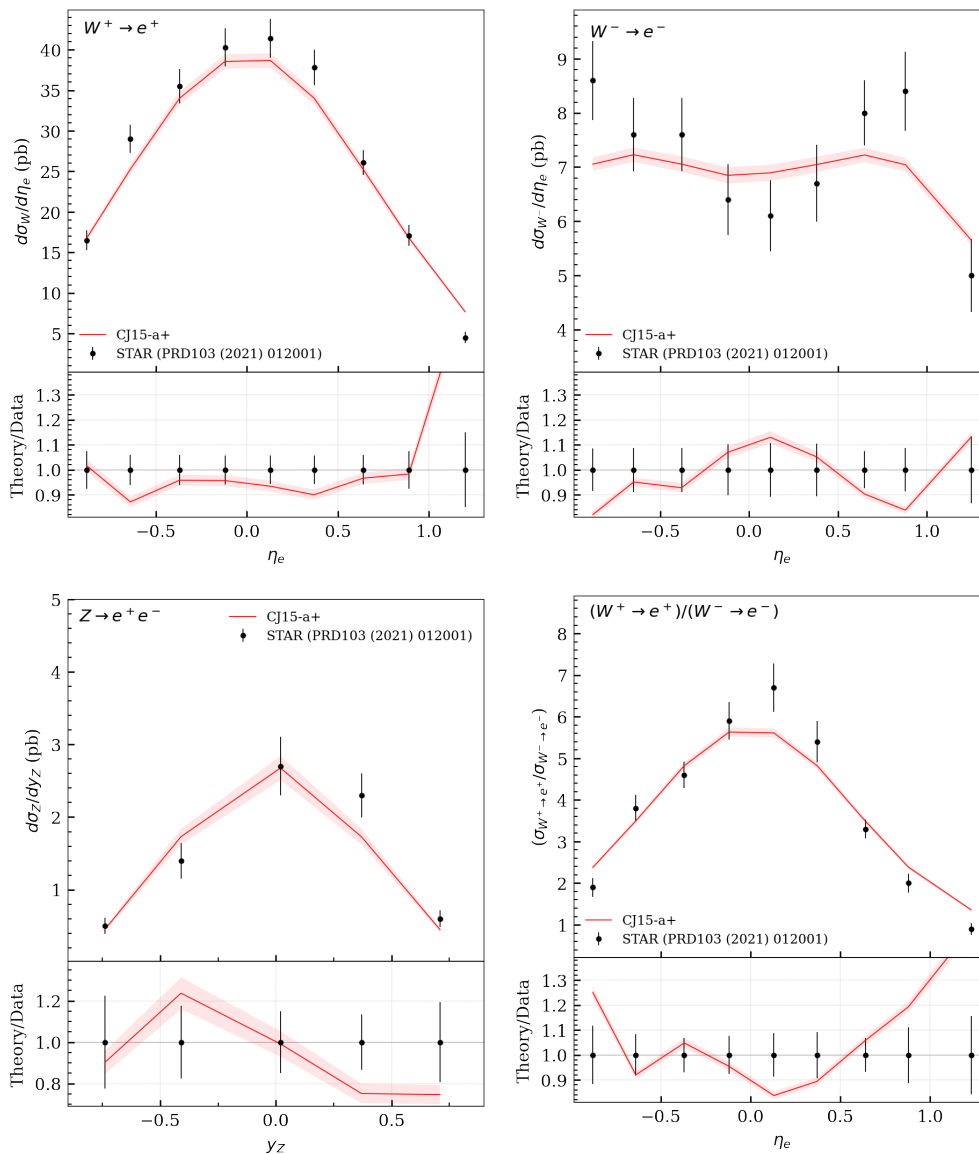 W⁺ → e⁺
dσ_W/dη_e (pb)
40
35
30
25
20
15
10
5
CJ15-a+
STAR (PRD103 (2021) 012001)
Theory/Data
1.3
1.2
1.1
1.0
0.9
−0.5
0.0
0.5
1.0
η_e
W⁻ → e⁻
dσ_W⁻/dη_e (pb)
9
8
7
6
5
4
CJ15-a+
STAR (PRD103 (2021) 012001)
Theory/Data
1.3
1.2
1.1
1.0
0.9
−0.5
0.0
0.5
1.0
η_e
Z → e⁺e⁻
CJ15-a+
STAR (PRD103 (2021) 012001)
dσ_Z/dy_Z (pb)
5
4
3
2
1
Theory/Data
1.2
1.0
0.8
−0.5
0.0
0.5
y_Z
(W⁺ → e⁺)/(W⁻ → e⁻)
(σ_W⁺→e⁺/σ_W⁻→e⁻)
8
7
6
5
4
3
2
1
CJ15-a+
STAR (PRD103 (2021) 012001)
Theory/Data
1.3
1.2
1.1
1.0
0.9
−0.5
0.0
0.5
1.0
η_e